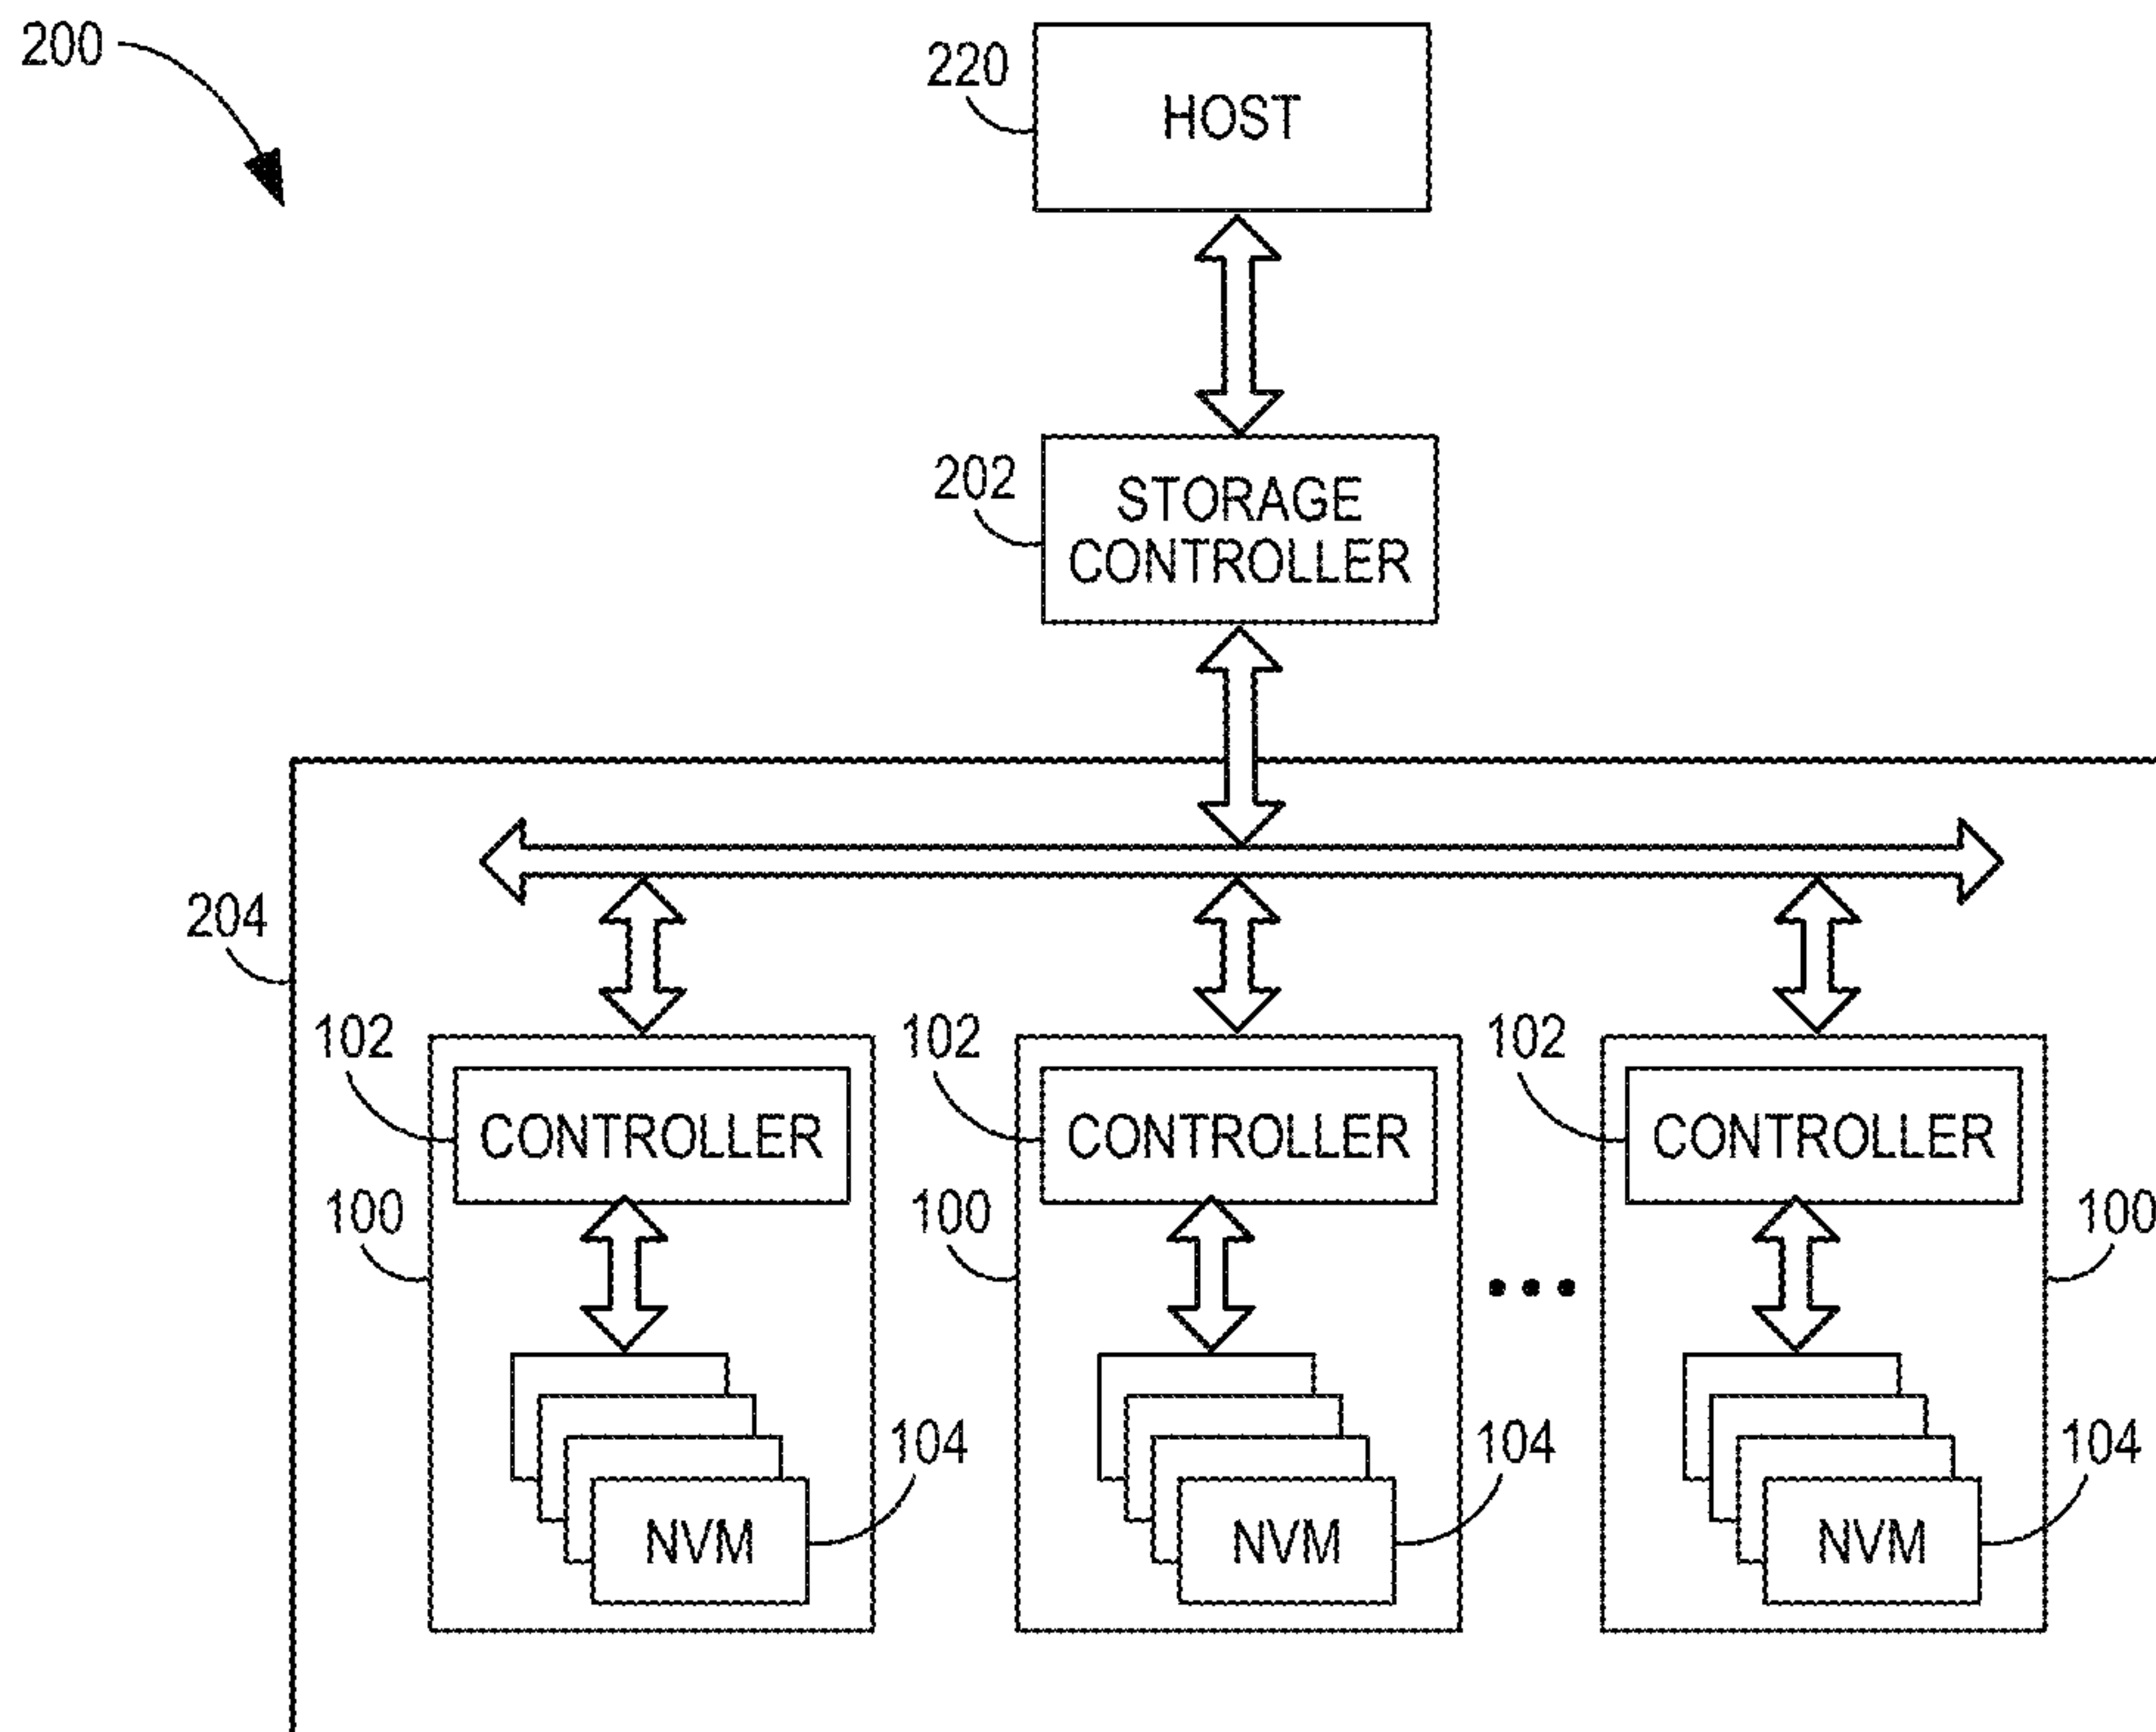 200
220
HOST
202
STORAGE
CONTROLLER
204
102
102
102
CONTROLLER
CONTROLLER
CONTROLLER
100
100
100
104
104
104
NVM
NVM
NVM